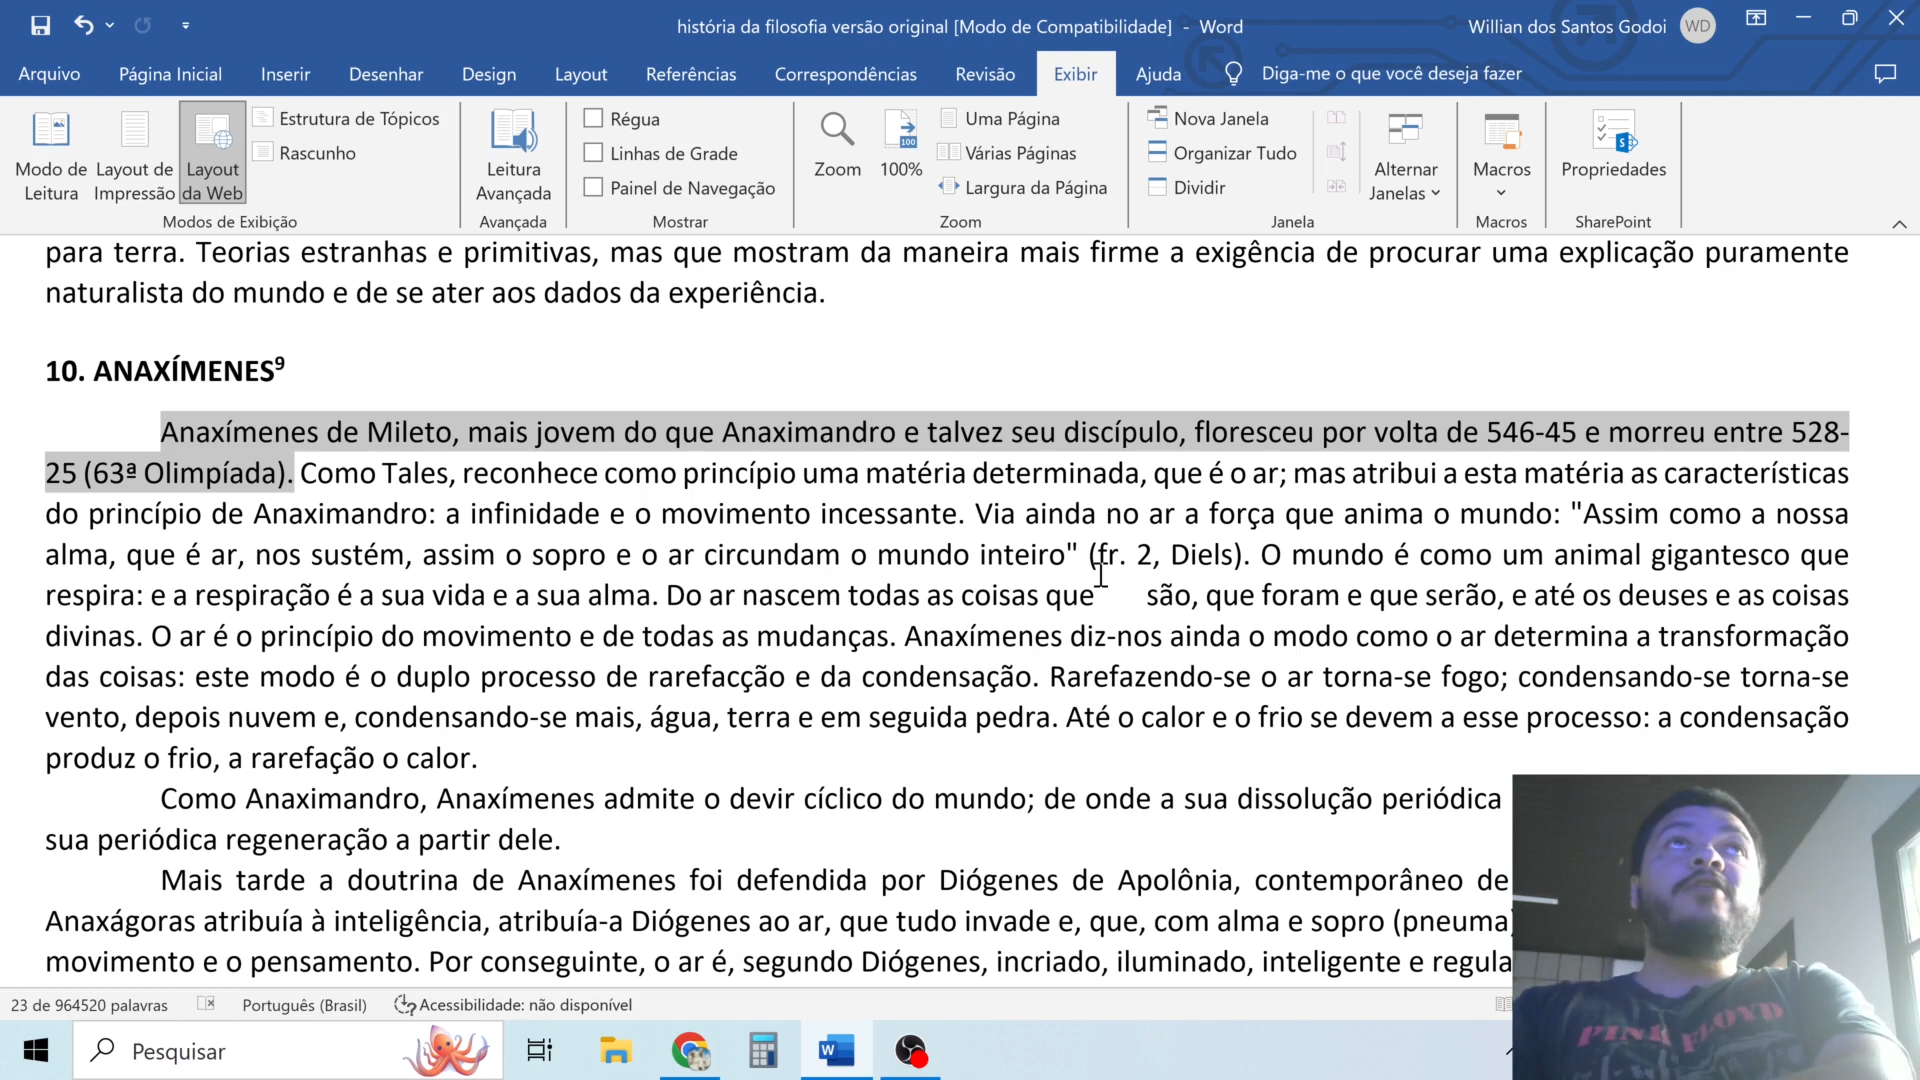 história da filosofia versão original [Modo de Compatibilidade] - Word
Willian dos Santos Godoi
WD
Arquivo
Página Inicial
Inserir
Desenhar
Design
Layout
Referências
Correspondências
Revisão
Exibir
Ajuda
Diga-me o que você deseja fazer
Modo de Leitura
Layout de Impressão
Layout da Web
Estrutura de Tópicos
Rascunho
Modos de Exibição
Leitura Avançada
Avançada
Régua
Linhas de Grade
Painel de Navegação
Mostrar
Zoom
100
100%
Uma Página
Várias Páginas
Largura da Página
Zoom
Nova Janela
Organizar Tudo
Dividir
Alternar Janelas
Janela
Macros
Macros
S
Propriedades
SharePoint
para terra. Teorias estranhas e primitivas, mas que mostram da maneira mais firme a exigência de procurar uma explicação puramente
naturalista do mundo e de se ater aos dados da experiência.
10. ANAXÍMENES⁹
Anaxímenes de Mileto, mais jovem do que Anaximandro e talvez seu discípulo, floresceu por volta de 546-45 e morreu entre 528-
25 (63ª Olimpíada). Como Tales, reconhece como princípio uma matéria determinada, que é o ar; mas atribui a esta matéria as características
do princípio de Anaximandro: a infinidade e o movimento incessante. Via ainda no ar a força que anima o mundo: "Assim como a nossa
alma, que é ar, nos sustém, assim o sopro e o ar circundam o mundo inteiro" (fr. 2, Diels). O mundo é como um animal gigantesco que
respira: e a respiração é a sua vida e a sua alma. Do ar nascem todas as coisas que são, que foram e que serão, e até os deuses e as coisas
divinas. O ar é o princípio do movimento e de todas as mudanças. Anaxímenes diz-nos ainda o modo como o ar determina a transformação
das coisas: este modo é o duplo processo de rarefacção e da condensação. Rarefazendo-se o ar torna-se fogo; condensando-se torna-se
vento, depois nuvem e, condensando-se mais, água, terra e em seguida pedra. Até o calor e o frio se devem a esse processo: a condensação
produz o frio, a rarefação o calor.
Como Anaximandro, Anaxímenes admite o devir cíclico do mundo; de onde a sua dissolução periódica
sua periódica regeneração a partir dele.
Mais tarde a doutrina de Anaxímenes foi defendida por Diógenes de Apolônia, contemporâneo de
Anaxágoras atribuía à inteligência, atribuía-a Diógenes ao ar, que tudo invade e, que, com alma e sopro (pneuma)
movimento e o pensamento. Por conseguinte, o ar é, segundo Diógenes, incriado, iluminado, inteligente e regula
PINK FLOYD
23 de 964520 palavras
Português (Brasil)
Acessibilidade: não disponível
Pesquisar
W